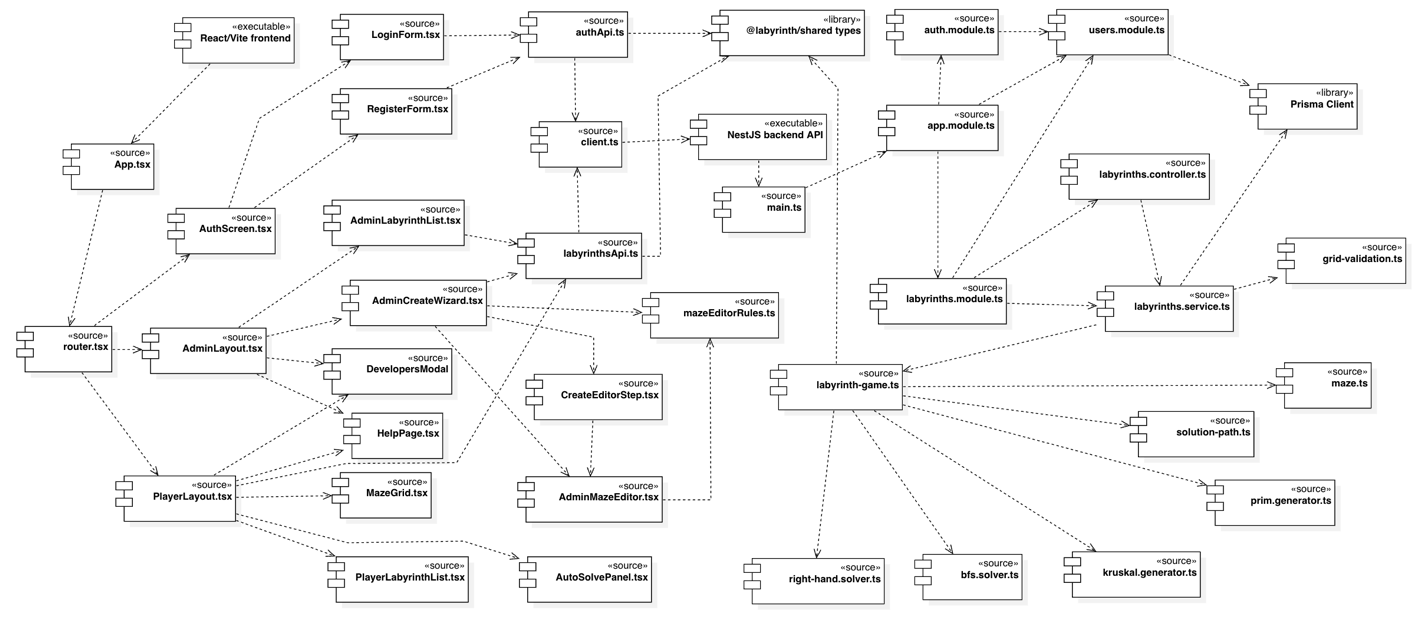 «executable»
React/Vite frontend
«source»
LoginForm.tsx
«source»
authApi.ts
«library»
@labyrinth/shared types
«source»
auth.module.ts
«source»
users.module.ts
«source»
RegisterForm.tsx
«library»
Prisma Client
«source»
App.tsx
«source»
client.ts
«executable»
NestJS backend API
«source»
app.module.ts
«source»
labyrinths.controller.ts
«source»
AuthScreen.tsx
«source»
AdminLabyrinthList.tsx
«source»
main.ts
«source»
labyrinthsApi.ts
«source»
grid-validation.ts
«source»
AdminCreateWizard.tsx
«source»
mazeEditorRules.ts
«source»
labyrinths.module.ts
«source»
labyrinths.service.ts
«source»
router.tsx
«source»
AdminLayout.tsx
«source»
DevelopersModal
«source»
CreateEditorStep.tsx
«source»
labyrinth-game.ts
«source»
maze.ts
«source»
HelpPage.tsx
«source»
solution-path.ts
«source»
PlayerLayout.tsx
«source»
MazeGrid.tsx
«source»
AdminMazeEditor.tsx
«source»
prim.generator.ts
«source»
PlayerLabyrinthList.tsx
«source»
AutoSolvePanel.tsx
«source»
right-hand.solver.ts
«source»
bfs.solver.ts
«source»
kruskal.generator.ts